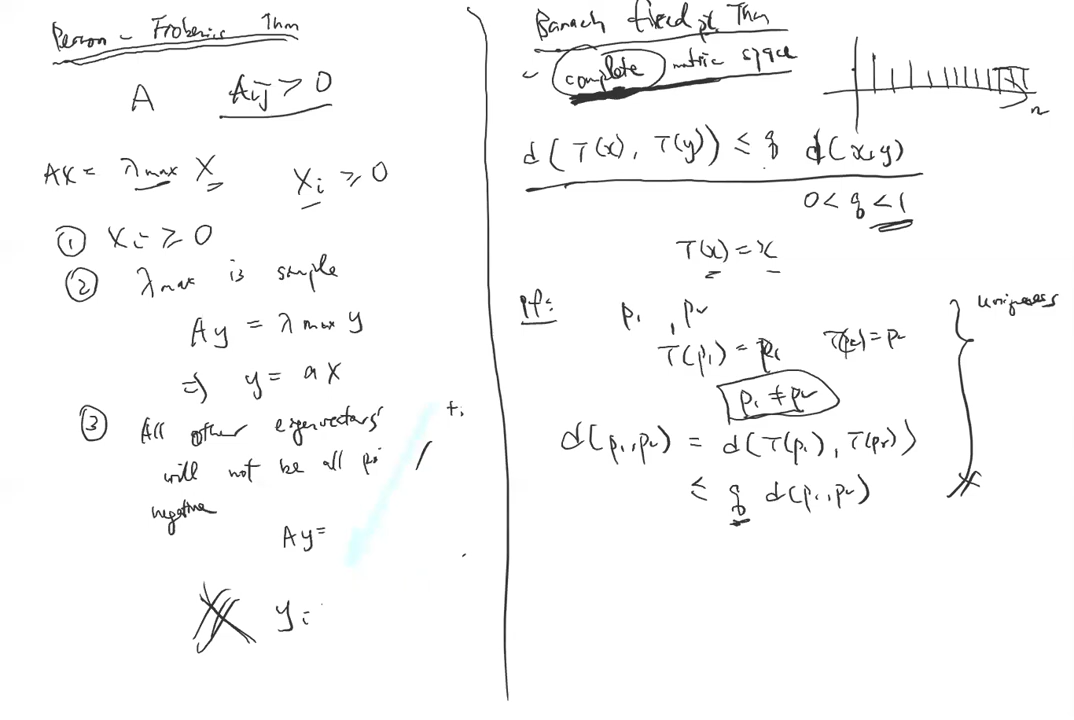 Perron - Frobenius Thm
A    Aij > 0
Ax = λmax x    xi ≥ 0
① xi ≥ 0
② λmax is simple
Ay = λmax y
⇒ y = ax
③ All other eigenvectors
will not be all pos /
negative
Ay =
yi
Banach fixed pt Thm
complete metric space
n
d(T(x), T(y)) ≤ q d(x,y)
0 < q < 1
T(x) = x
Pf: p1, p2
T(p1) = p1    T(p2) = p2
p1 ≠ p2
uniqueness
d(p1,p2) = d(T(p1), T(p2))
≤ q d(p1,p2)